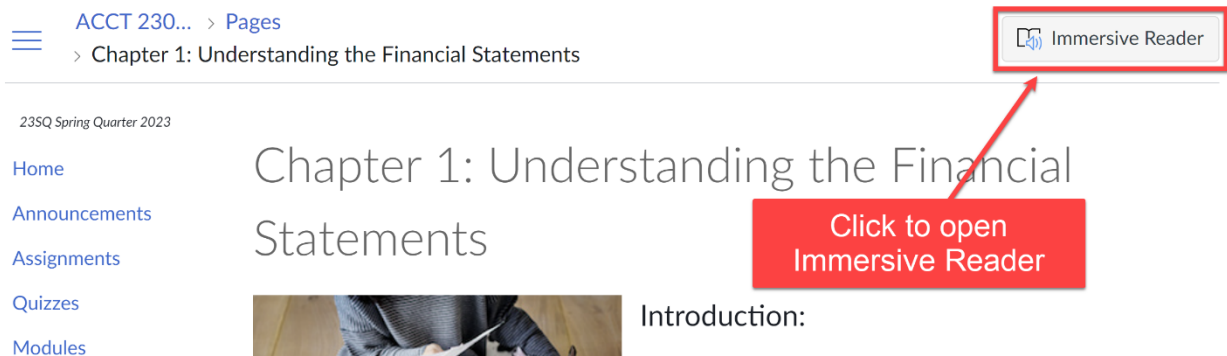 ACCT 230... > Pages
> Chapter 1: Understanding the Financial Statements
Immersive Reader
23SQ Spring Quarter 2023
Home
Announcements
Assignments
Quizzes
Modules
Chapter 1: Understanding the Financial
Statements
Click to open
Immersive Reader
Introduction: